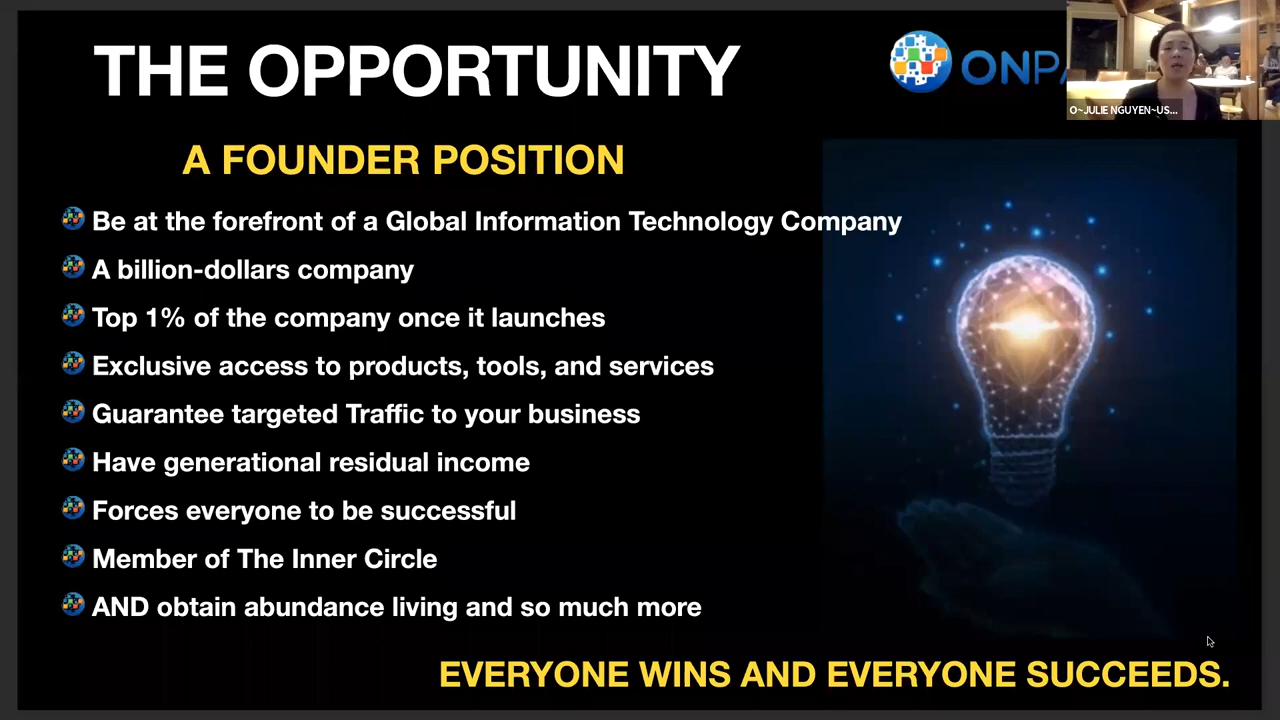 THE OPPORTUNITY
ONPA
O~JULIE NGUYEN~US...
A FOUNDER POSITION
Be at the forefront of a Global Information Technology Company
A billion-dollars company
Top 1% of the company once it launches
Exclusive access to products, tools, and services
Guarantee targeted Traffic to your business
Have generational residual income
Forces everyone to be successful
Member of The Inner Circle
AND obtain abundance living and so much more
EVERYONE WINS AND EVERYONE SUCCEEDS.